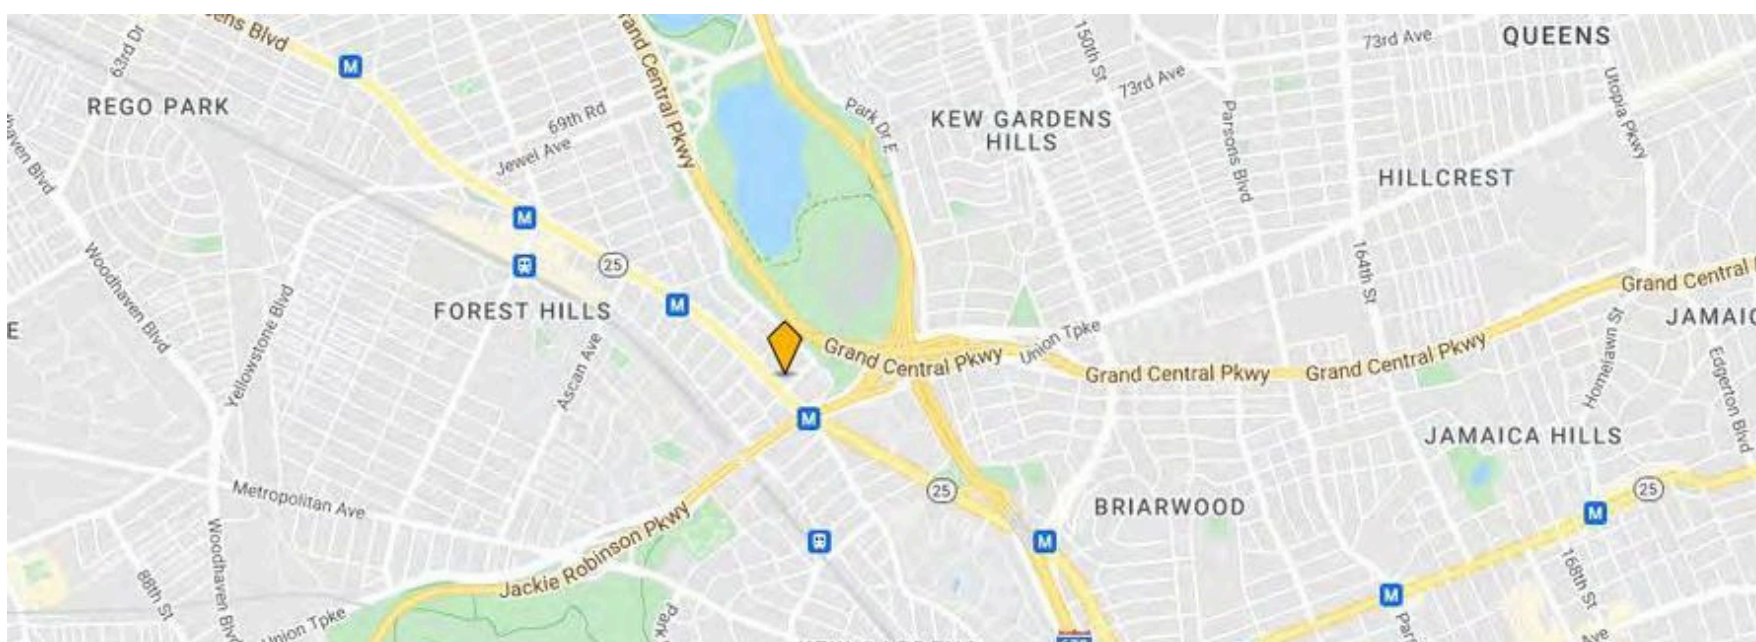 ens Blvd
63rd Dr
REGO PARK
haven Blvd
Woodhaven Blvd
M
69th Rd
Jewel Ave
M
25
FOREST HILLS
M
Yellowstone Blvd
Ascan Ave
E
rand Central Pkwy
Park Dr E
150th St
73rd Ave
73rd Ave
QUEENS
KEW GARDENS
HILLS
Parsons Blvd
Utopia Pkwy
HILLCREST
164th St
Grand Central
JAMAIC
Union Tpke
Grand Central Pkwy
Grand Central Pkwy
Grand Central Pkwy
Homelawn St
Edgerton Blvd
M
JAMAICA HILLS
25
25
Metropolitan Ave
Woodhaven Blvd
88th St
Union Tpke
Jackie Robinson Pkwy
Park
BRIARWOOD
M
M
M
168th St
Ave